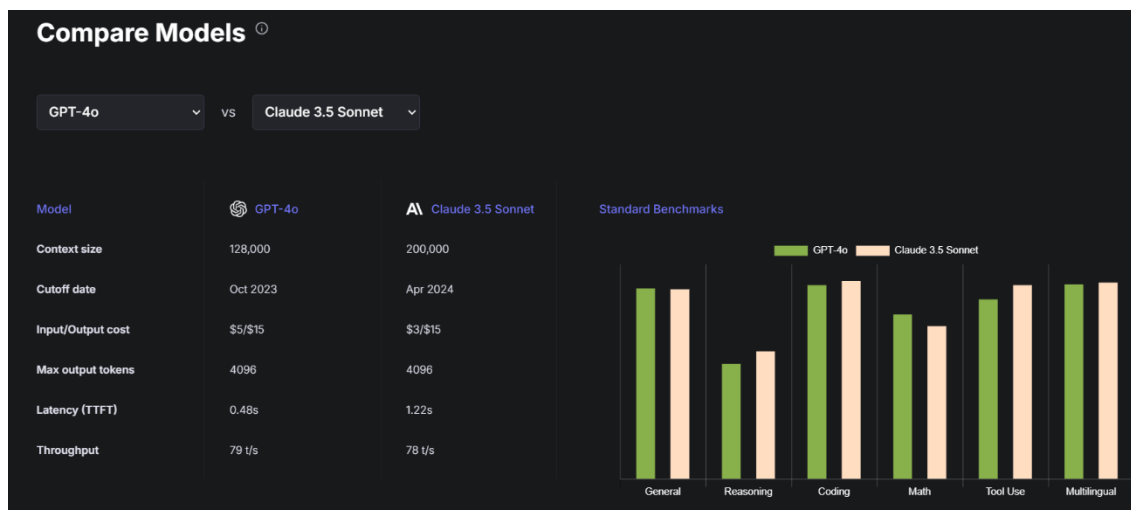 Compare Models
GPT-4o vs Claude 3.5 Sonnet
Model GPT-4o Claude 3.5 Sonnet
Context size 128,000 200,000
Cutoff date Oct 2023 Apr 2024
Input/Output cost $5/$15 $3/$15
Max output tokens 4096 4096
Latency (TTFT) 0.48s 1.22s
Throughput 79 t/s 78 t/s
Standard Benchmarks
GPT-4o Claude 3.5 Sonnet
General Reasoning Coding Math Tool Use Multilingual